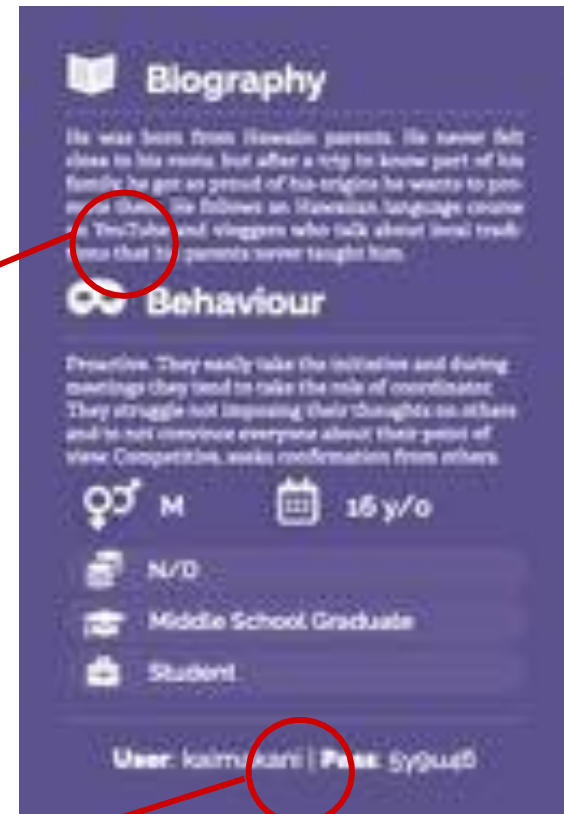 Biography
He was born from Hawaiin parents. He never felt
close to his roots, but after a trip to know part of his
family he got so proud of his origins he wants to pro-
them. He follows an Hawaiian language course
YouTube and vloggers who talk about local tradi-
that his parents never taught him.
Behaviour
Proactive. They easily take the initiative and during
meetings they tend to take the role of coordinator.
They struggle not imposing their thoughts on others
and to not convince everyone about their point of
view. Competitive, seeks confirmation from others.
M
16 y/o
N/D
Middle School Graduate
Student
User: kaimakani | Pass: